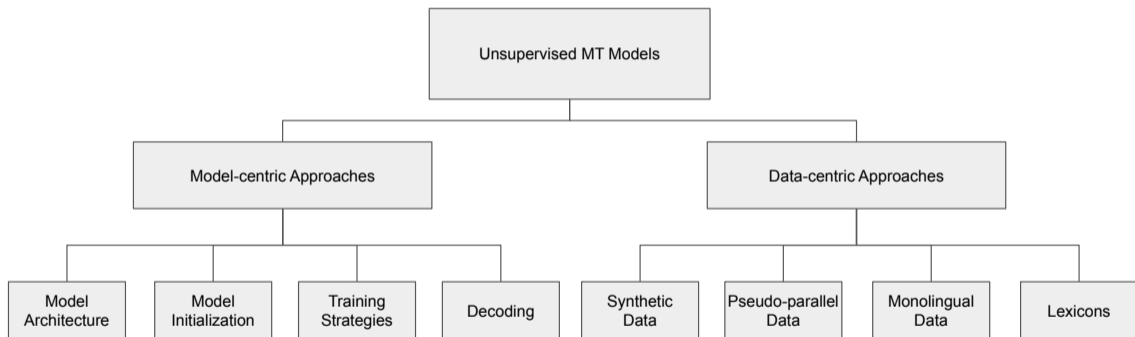 Unsupervised MT Models
Model-centric Approaches
Data-centric Approaches
Model
Architecture
Model
Initialization
Training
Strategies
Decoding
Synthetic
Data
Pseudo-parallel
Data
Monolingual
Data
Lexicons